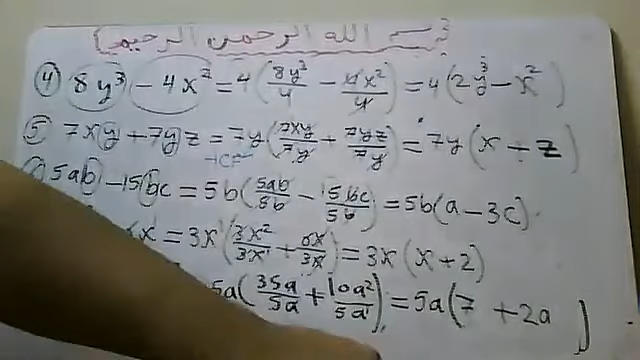 بسم الله الرحمن الرحيم
④ 8y³ - 4x² = 4(8y³/4 - 4x²/4) = 4(2y³ - x²)
⑤ 7xy + 7yz = 7y(7xy/7y + 7yz/7y) = 7y(x + z)
5ab - 15bc = 5b(5ab/5b - 15bc/5b) = 5b(a - 3c).
6x = 3x(3x²/3x + 6x/3x) = 3x(x + 2)
5a(35a/5a + 10a²/5a) = 5a(7 + 2a)